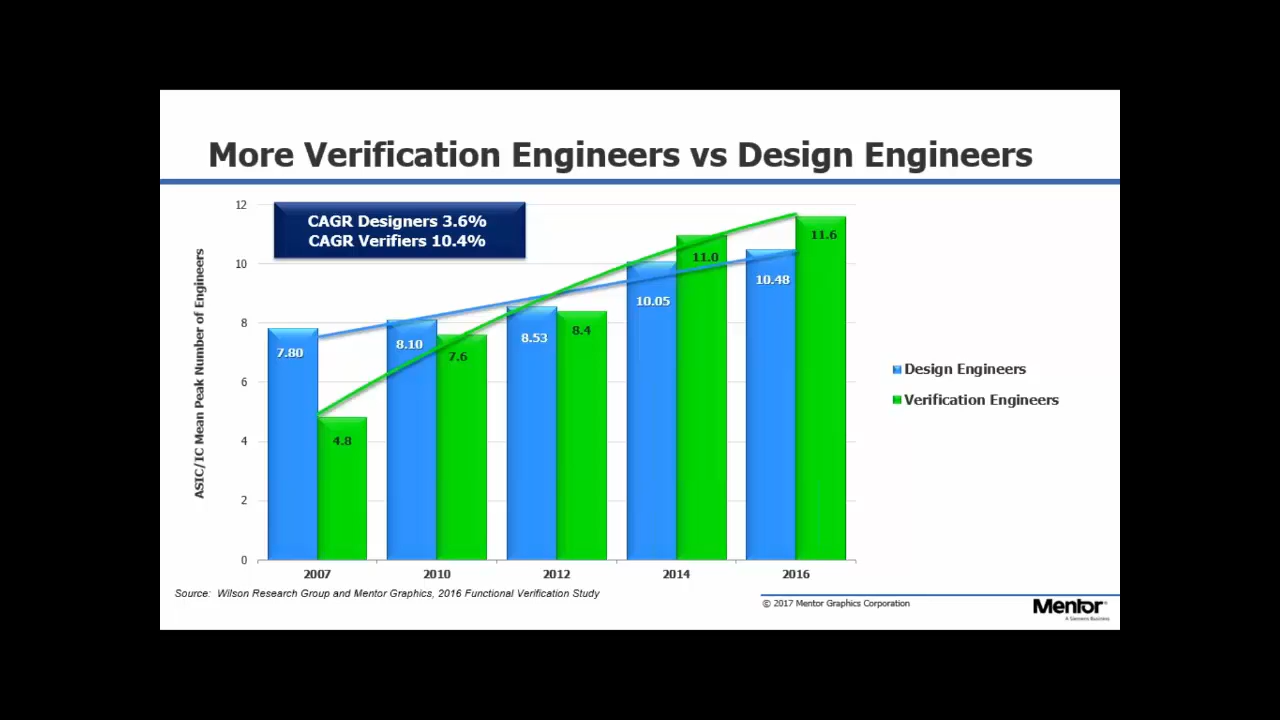 More Verification Engineers vs Design Engineers
CAGR Designers 3.6%
CAGR Verifiers 10.4%
ASIC/IC Mean Peak Number of Engineers
12
10
8
6
4
2
0
7.80
4.8
8.10
7.6
8.53
8.4
10.05
11.0
10.48
11.6
2007
2010
2012
2014
2016
Design Engineers
Verification Engineers
Source: Wilson Research Group and Mentor Graphics, 2016 Functional Verification Study
© 2017 Mentor Graphics Corporation
Mentor®
A Siemens Business